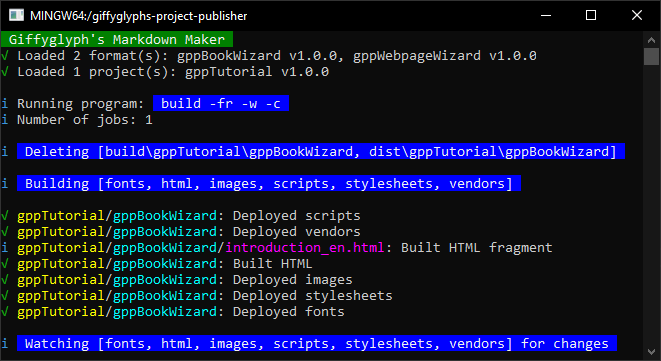 MINGW64:/giffyglyphs-project-publisher
Giffyglyph's Markdown Maker
√ Loaded 2 format(s): gppBookWizard v1.0.0, gppWebpageWizard v1.0.0
√ Loaded 1 project(s): gppTutorial v1.0.0
i Running program: build -fr -w -c
i Number of jobs: 1
i Deleting [build\gppTutorial\gppBookWizard, dist\gppTutorial\gppBookWizard]
i Building [fonts, html, images, scripts, stylesheets, vendors]
√ gppTutorial/gppBookWizard: Deployed scripts
√ gppTutorial/gppBookWizard: Deployed vendors
i gppTutorial/gppBookWizard/introduction_en.html: Built HTML fragment
√ gppTutorial/gppBookWizard: Built HTML
√ gppTutorial/gppBookWizard: Deployed images
√ gppTutorial/gppBookWizard: Deployed stylesheets
√ gppTutorial/gppBookWizard: Deployed fonts
i Watching [fonts, html, images, scripts, stylesheets, vendors] for changes